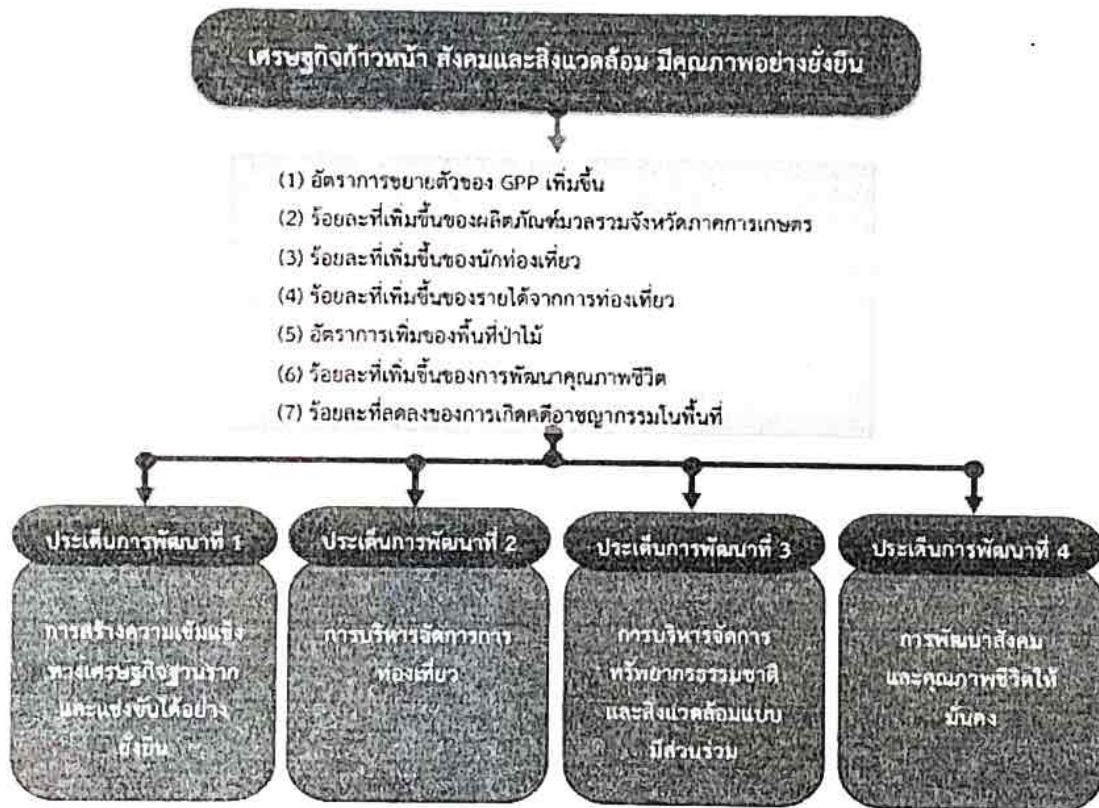 เศรษฐกิจก้าวหน้า สังคมและสิ่งแวดล้อม มีคุณภาพอย่างยั่งยืน
(1) อัตราการขยายตัวของ GPP เพิ่มขึ้น
(2) ร้อยละที่เพิ่มขึ้นของผลิตภัณฑ์มวลรวมจังหวัดภาคการเกษตร
(3) ร้อยละที่เพิ่มขึ้นของนักท่องเที่ยว
(4) ร้อยละที่เพิ่มขึ้นของรายได้จากการท่องเที่ยว
(5) อัตราการเพิ่มของพื้นที่ป่าไม้
(6) ร้อยละที่เพิ่มขึ้นของการพัฒนาคุณภาพชีวิต
(7) ร้อยละที่ลดลงของการเกิดคดีอาชญากรรมในพื้นที่
ประเด็นการพัฒนาที่ 1
การสร้างความเข้มแข็ง
ทางเศรษฐกิจฐานราก
และแข่งขันได้อย่าง
ยั่งยืน
ประเด็นการพัฒนาที่ 2
การบริหารจัดการการ
ท่องเที่ยว
ประเด็นการพัฒนาที่ 3
การบริหารจัดการ
ทรัพยากรธรรมชาติ
และสิ่งแวดล้อมแบบ
มีส่วนร่วม
ประเด็นการพัฒนาที่ 4
การพัฒนาสังคม
และคุณภาพชีวิตให้
มั่นคง